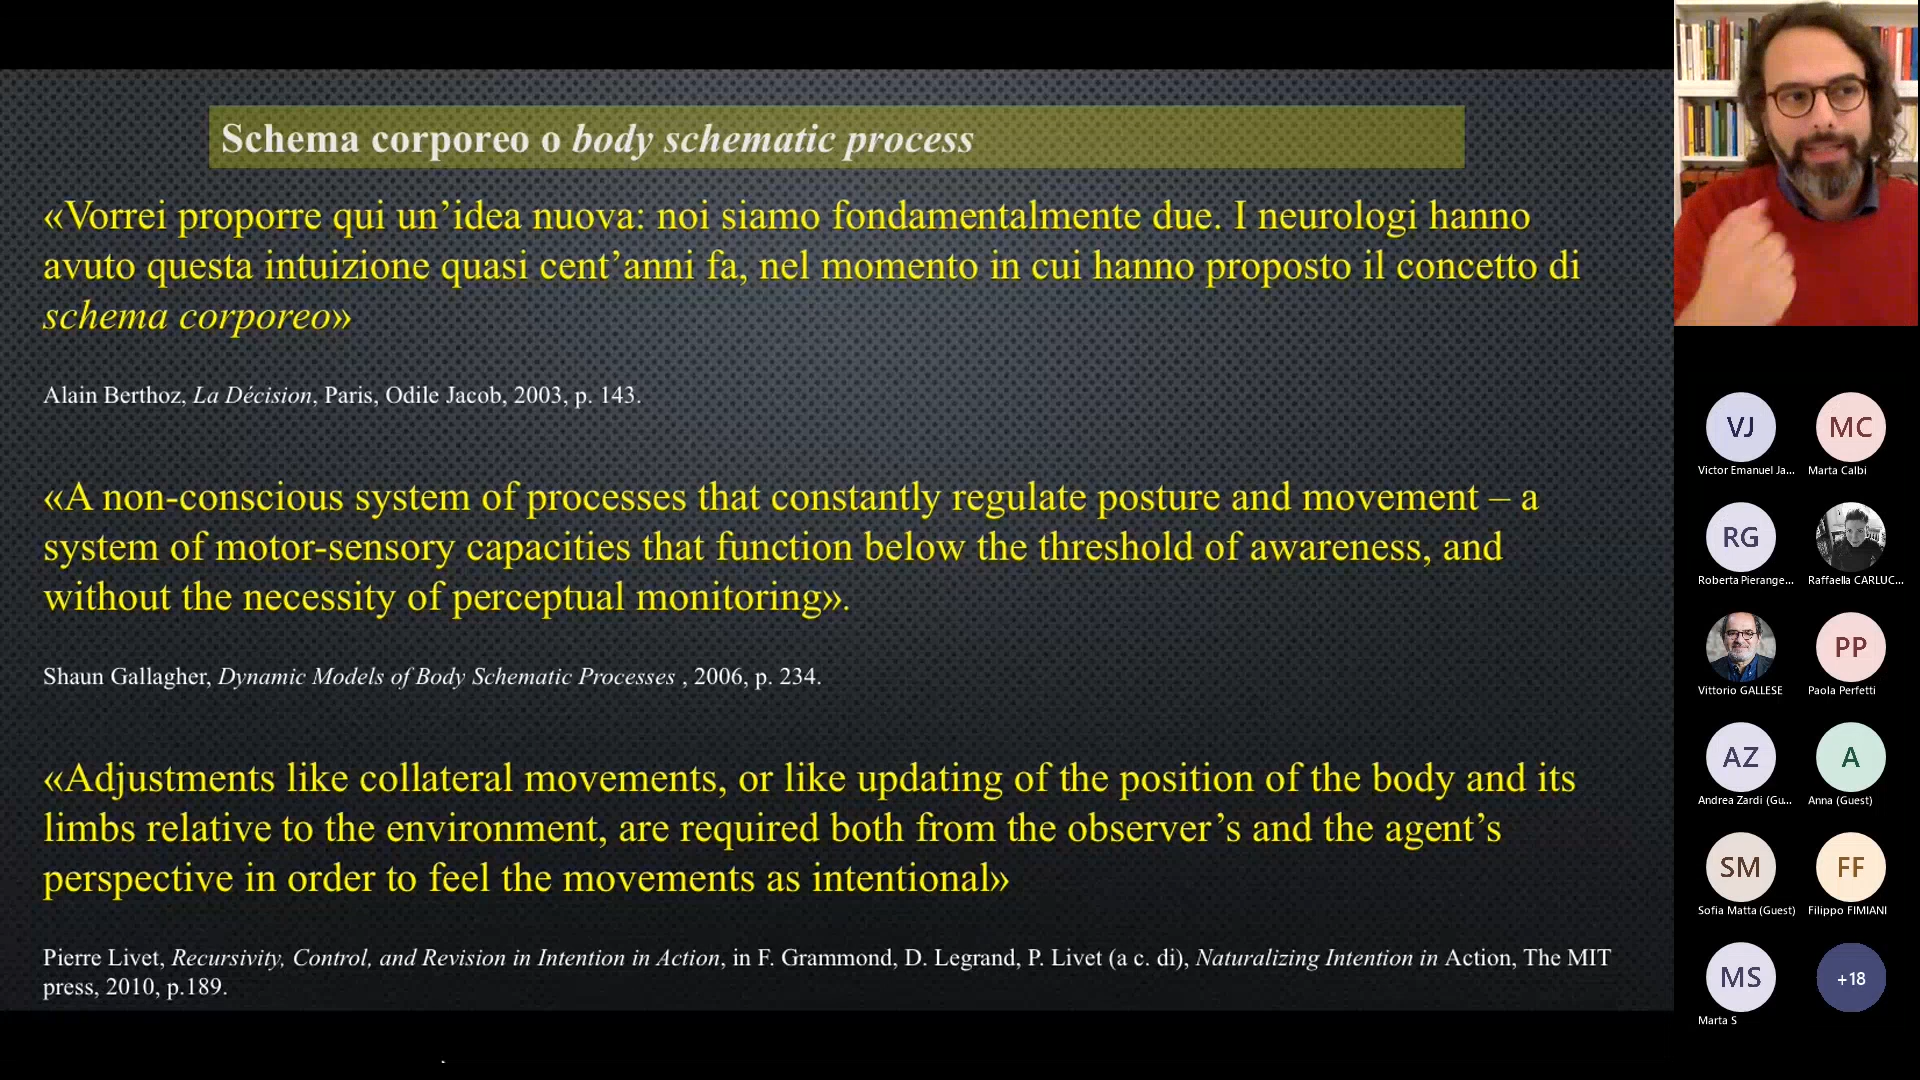 Schema corporeo o body schematic process
«Vorrei proporre qui un’idea nuova: noi siamo fondamentalmente due. I neurologi hanno
avuto questa intuizione quasi cent’anni fa, nel momento in cui hanno proposto il concetto di
schema corporeo»
Alain Berthoz, La Décision, Paris, Odile Jacob, 2003, p. 143.
«A non-conscious system of processes that constantly regulate posture and movement – a
system of motor-sensory capacities that function below the threshold of awareness, and
without the necessity of perceptual monitoring».
Shaun Gallagher, Dynamic Models of Body Schematic Processes , 2006, p. 234.
«Adjustments like collateral movements, or like updating of the position of the body and its
limbs relative to the environment, are required both from the observer’s and the agent’s
perspective in order to feel the movements as intentional»
Pierre Livet, Recursivity, Control, and Revision in Intention in Action, in F. Grammond, D. Legrand, P. Livet (a c. di), Naturalizing Intention in Action, The MIT
press, 2010, p.189.
VJ MC
Victor Emanuel Ja... Marta Calbi
RG
Roberta Pierange... Raffaella CARLUC...
PP
Vittorio GALLESE Paola Perfetti
AZ A
Andrea Zardi (Gu... Anna (Guest)
SM FF
Sofia Matta (Guest) Filippo FIMIANI
MS +18
Marta S